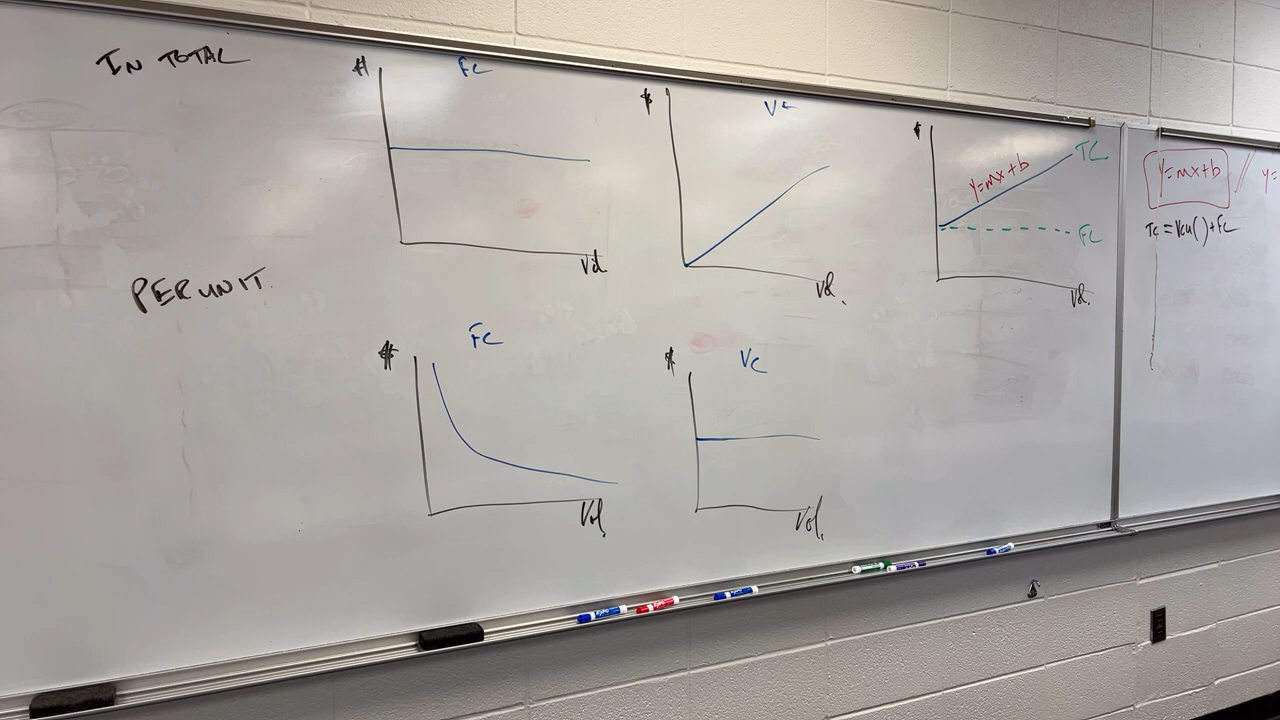 IN TOTAL
$
FC
Vol
$
VC
Vol.
$
y=mx+b
TC
FC
Vol.
y=mx+b // y=
TC = VCu( ) + FC
PER UNIT
$
FC
Vol.
$
VC
Vol.